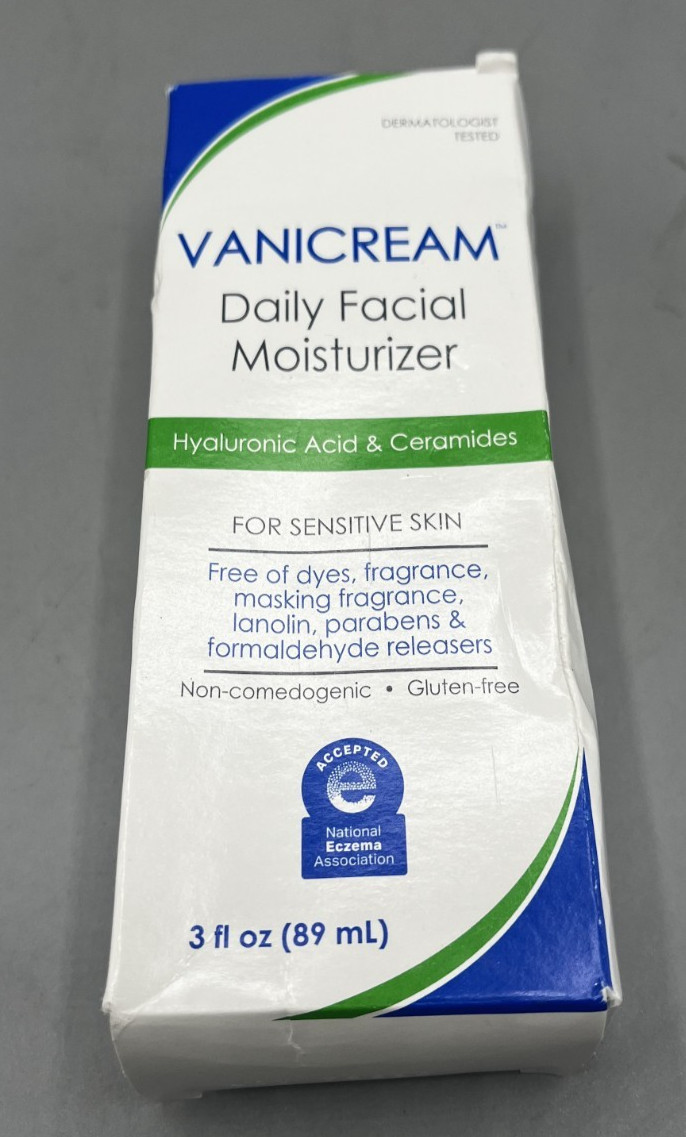 DERMATOLOGIST
TESTED
VANICREAM™
Daily Facial
Moisturizer
Hyaluronic Acid & Ceramides
FOR SENSITIVE SKIN
Free of dyes, fragrance,
masking fragrance,
lanolin, parabens &
formaldehyde releasers
Non-comedogenic • Gluten-free
ACCEPTED
e
National
Eczema
Association
3 fl oz (89 mL)